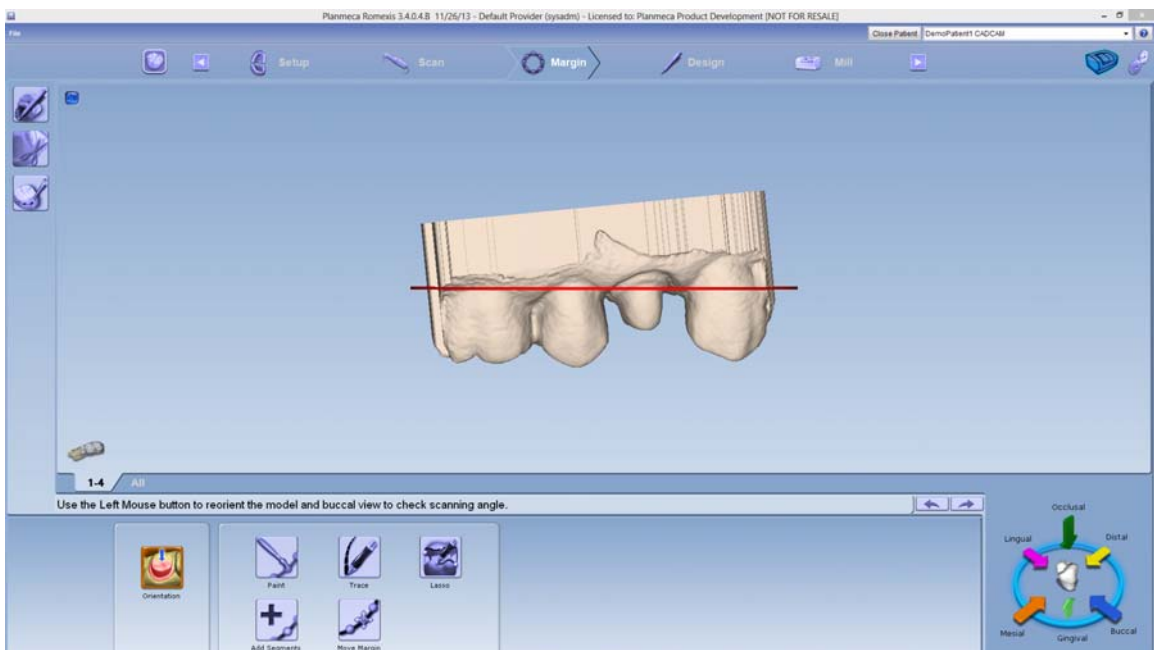 Planmeca Romexis 3.4.0.4.B 11/26/13 - Default Provider (sysadm) - Licensed to: Planmeca Product Development [NOT FOR RESALE]
File
Close Patient DemoPatient1 CADCAM
Setup Scan Margin Design Mill
1-4 All
Use the Left Mouse button to reorient the model and buccal view to check scanning angle.
Orientation
Paint Trace Lasso
Add Segments Move Margin
Occlusal
Lingual Distal
Mesial Gingival Buccal